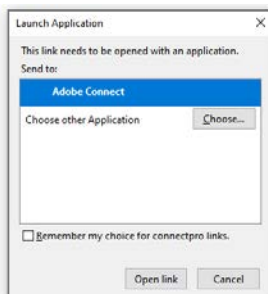 Launch Application
This link needs to be opened with an application.
Send to:
Adobe Connect
Choose other Application
Choose...
Remember my choice for connectpro links.
Open link
Cancel